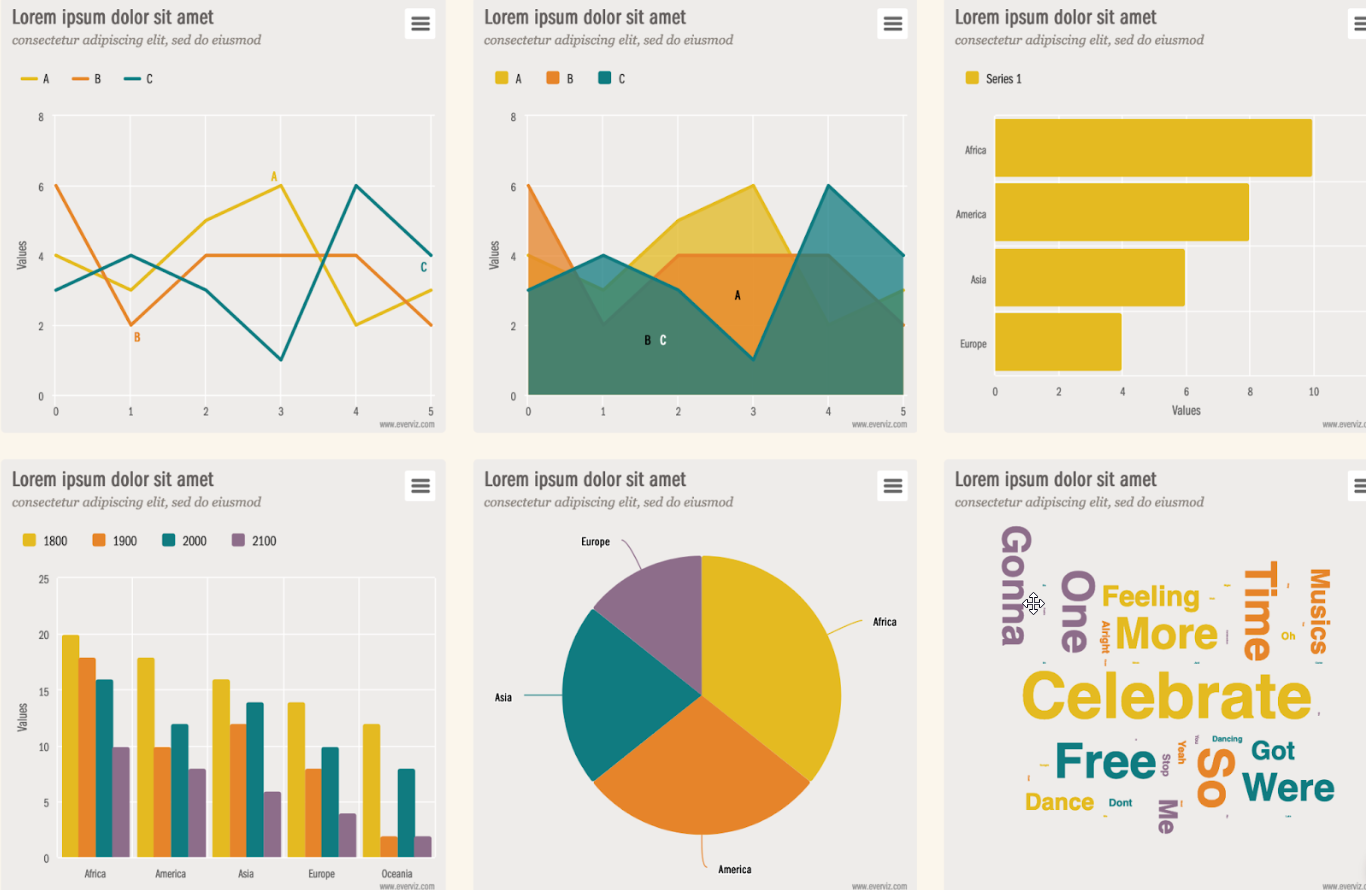 Lorem ipsum dolor sit amet
consectetur adipiscing elit, sed do eiusmod
A B C
8
6
4
2
0
Values
A
B
C
0 1 2 3 4 5
www.everviz.com
Lorem ipsum dolor sit amet
consectetur adipiscing elit, sed do eiusmod
A B C
8
6
4
2
0
Values
A
B C
0 1 2 3 4 5
www.everviz.com
Lorem ipsum dolor sit amet
consectetur adipiscing elit, sed do eiusmod
Series 1
Africa
America
Asia
Europe
0 2 4 6 8 10
Values
Lorem ipsum dolor sit amet
consectetur adipiscing elit, sed do eiusmod
1800 1900 2000 2100
25
20
15
10
5
0
Values
Africa America Asia Europe Oceania
www.everviz.com
Lorem ipsum dolor sit amet
consectetur adipiscing elit, sed do eiusmod
Europe
Africa
Asia
America
www.everviz.com
Lorem ipsum dolor sit amet
consectetur adipiscing elit, sed do eiusmod
Gonna
One
Feeling
Time
Musics
Alright
More
Oh
Celebrate
Free
Stop
Yeah
You
Dancing
So
Got
Were
Dance
Dont
Me